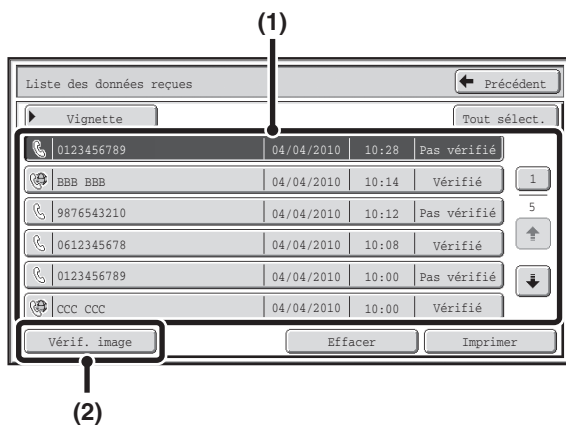 (1)
Liste des données reçues
Précédent
Vignette
Tout sélect.
0123456789 04/04/2010 10:28 Pas vérifié
BBB BBB 04/04/2010 10:14 Vérifié
1
9876543210 04/04/2010 10:12 Pas vérifié
5
0612345678 04/04/2010 10:08 Vérifié
0123456789 04/04/2010 10:00 Pas vérifié
CCC CCC 04/04/2010 10:00 Vérifié
Vérif. image
Effacer
Imprimer
(2)